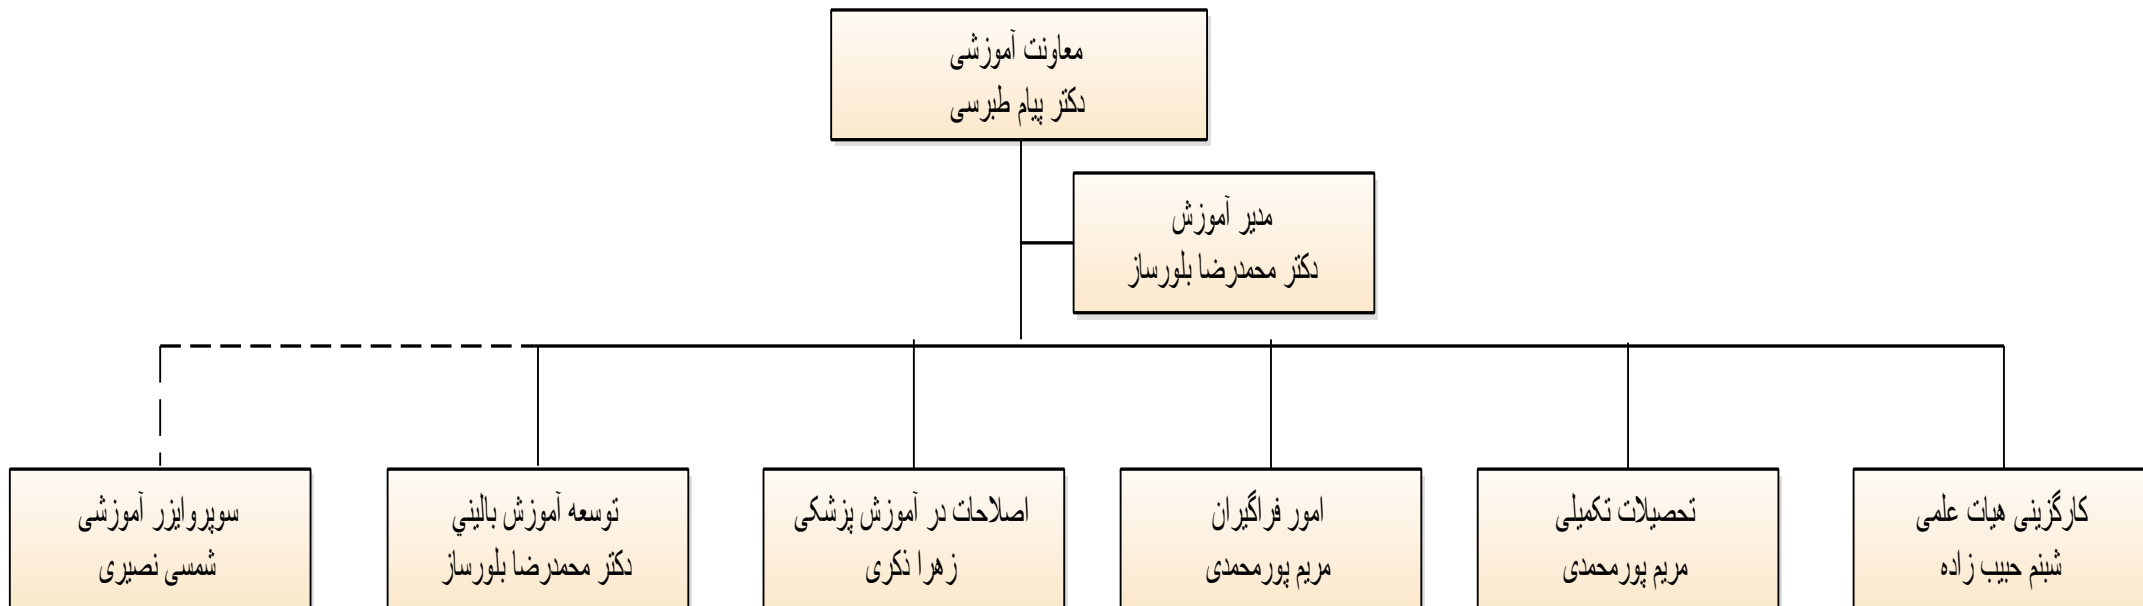 معاونت آموزشی
دکتر پیام طبرسی
مدیر آموزش
دکتر محمدرضا بلورساز
کارگزینی هیات علمی
شبنم حبیب زاده
تحصیلات تکمیلی
مریم پورمحمدی
امور فراگیران
مریم پورمحمدی
اصلاحات در آموزش پزشکی
زهرا ذکری
توسعه آموزش باليني
دکتر محمدرضا بلورساز
سوپروایزر آموزشی
شمسی نصیری